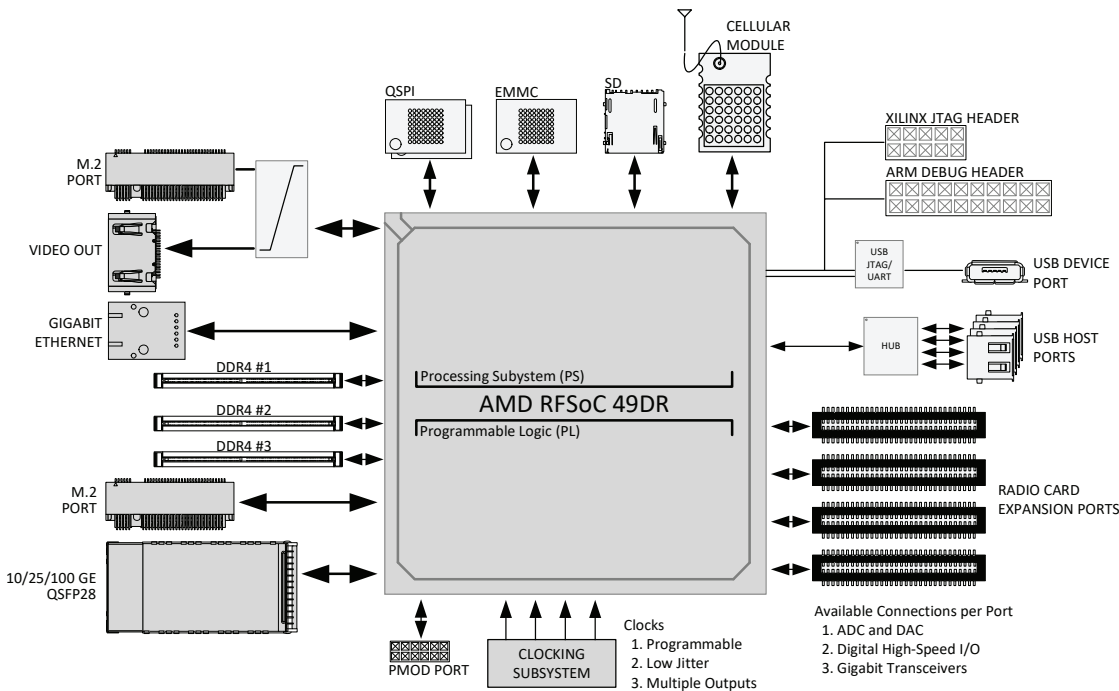 CELLULAR
MODULE
QSPI
EMMC
SD
XILINX JTAG HEADER
ARM DEBUG HEADER
M.2
PORT
VIDEO OUT
USB
JTAG/
UART
USB DEVICE
PORT
GIGABIT
ETHERNET
HUB
USB HOST
PORTS
DDR4 #1
DDR4 #2
DDR4 #3
Processing Subystem (PS)
AMD RFSoC 49DR
Programmable Logic (PL)
M.2
PORT
RADIO CARD
EXPANSION PORTS
10/25/100 GE
QSFP28
PMOD PORT
CLOCKING
SUBSYSTEM
Clocks
1. Programmable
2. Low Jitter
3. Multiple Outputs
Available Connections per Port
1. ADC and DAC
2. Digital High-Speed I/O
3. Gigabit Transceivers